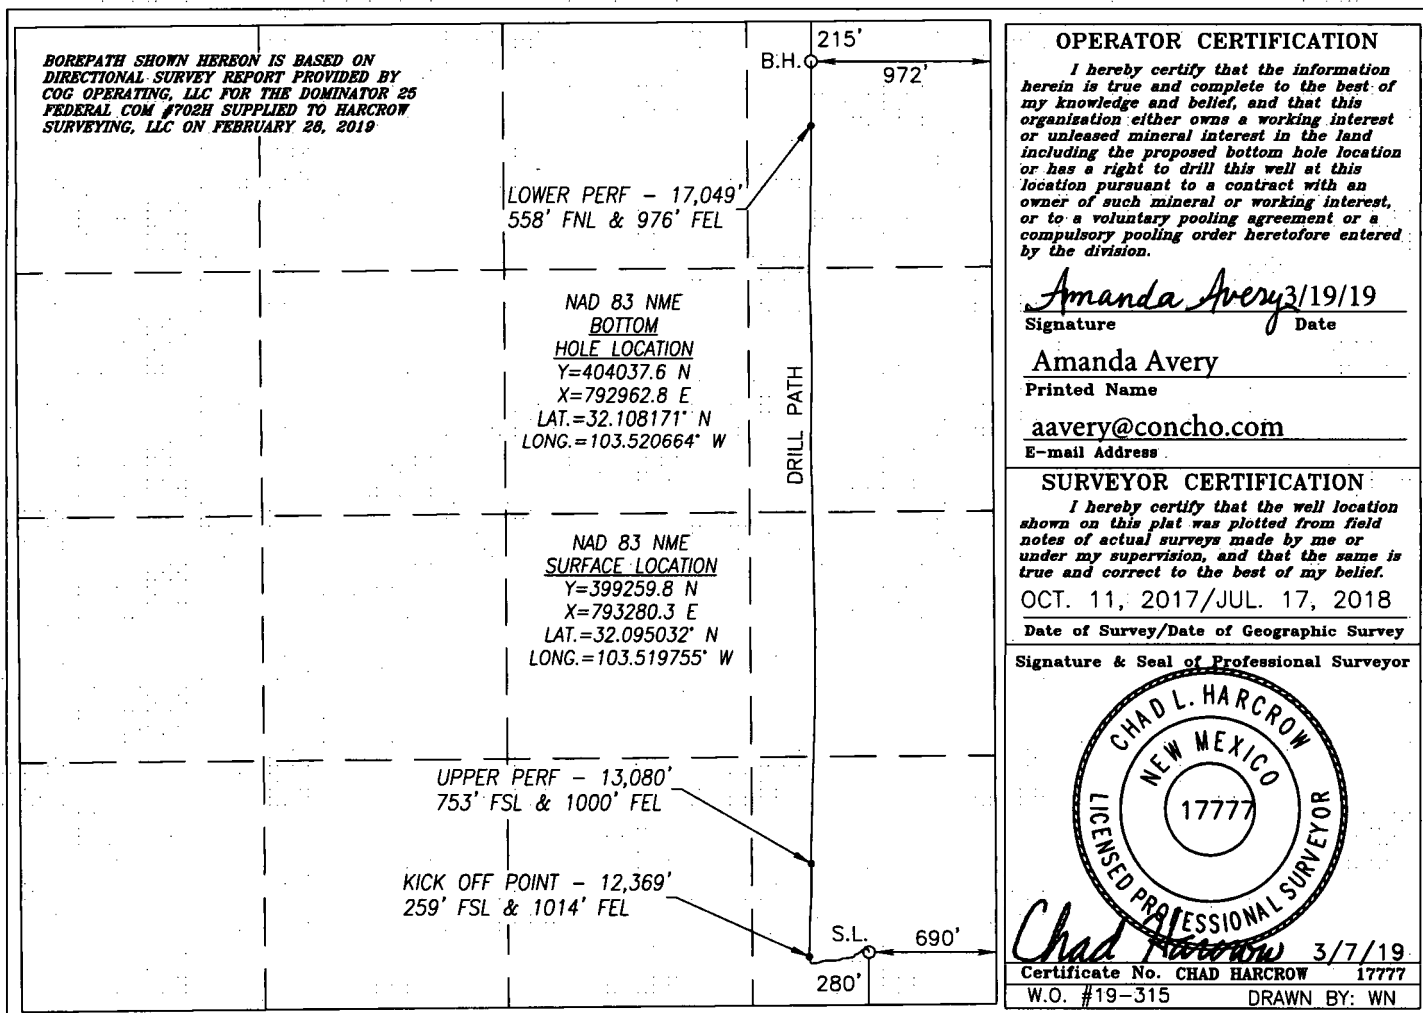 BOREPATH SHOWN HEREON IS BASED ON
DIRECTIONAL SURVEY REPORT PROVIDED BY
COG OPERATING, LLC FOR THE DOMINATOR 25
FEDERAL COM #702H SUPPLIED TO HARCROW
SURVEYING, LLC ON FEBRUARY 28, 2019
215'
B.H.
972'
LOWER PERF - 17,049'
558' FNL & 976' FEL
NAD 83 NME
BOTTOM
HOLE LOCATION
Y=404037.6 N
X=792962.8 E
LAT.=32.108171° N
LONG.=103.520664° W
DRILL PATH
NAD 83 NME
SURFACE LOCATION
Y=399259.8 N
X=793280.3 E
LAT.=32.095032° N
LONG.=103.519755° W
UPPER PERF - 13,080'
753' FSL & 1000' FEL
KICK OFF POINT - 12,369'
259' FSL & 1014' FEL
S.L.
690'
280'
OPERATOR CERTIFICATION
I hereby certify that the information
herein is true and complete to the best of
my knowledge and belief, and that this
organization either owns a working interest
or unleased mineral interest in the land
including the proposed bottom hole location
or has a right to drill this well at this
location pursuant to a contract with an
owner of such mineral or working interest,
or to a voluntary pooling agreement or a
compulsory pooling order heretofore entered
by the division.
Amanda Avery 3/19/19
Signature Date
Amanda Avery
Printed Name
aavery@concho.com
E-mail Address
SURVEYOR CERTIFICATION
I hereby certify that the well location
shown on this plat was plotted from field
notes of actual surveys made by me or
under my supervision, and that the same is
true and correct to the best of my belief.
OCT. 11, 2017/JUL. 17, 2018
Date of Survey/Date of Geographic Survey
Signature & Seal of Professional Surveyor
CHAD L. HARCROW
NEW MEXICO
17777
LICENSED PROFESSIONAL SURVEYOR
Chad Harcrow 3/7/19
Certificate No. CHAD HARCROW 17777
W.O. #19-315 DRAWN BY: WN